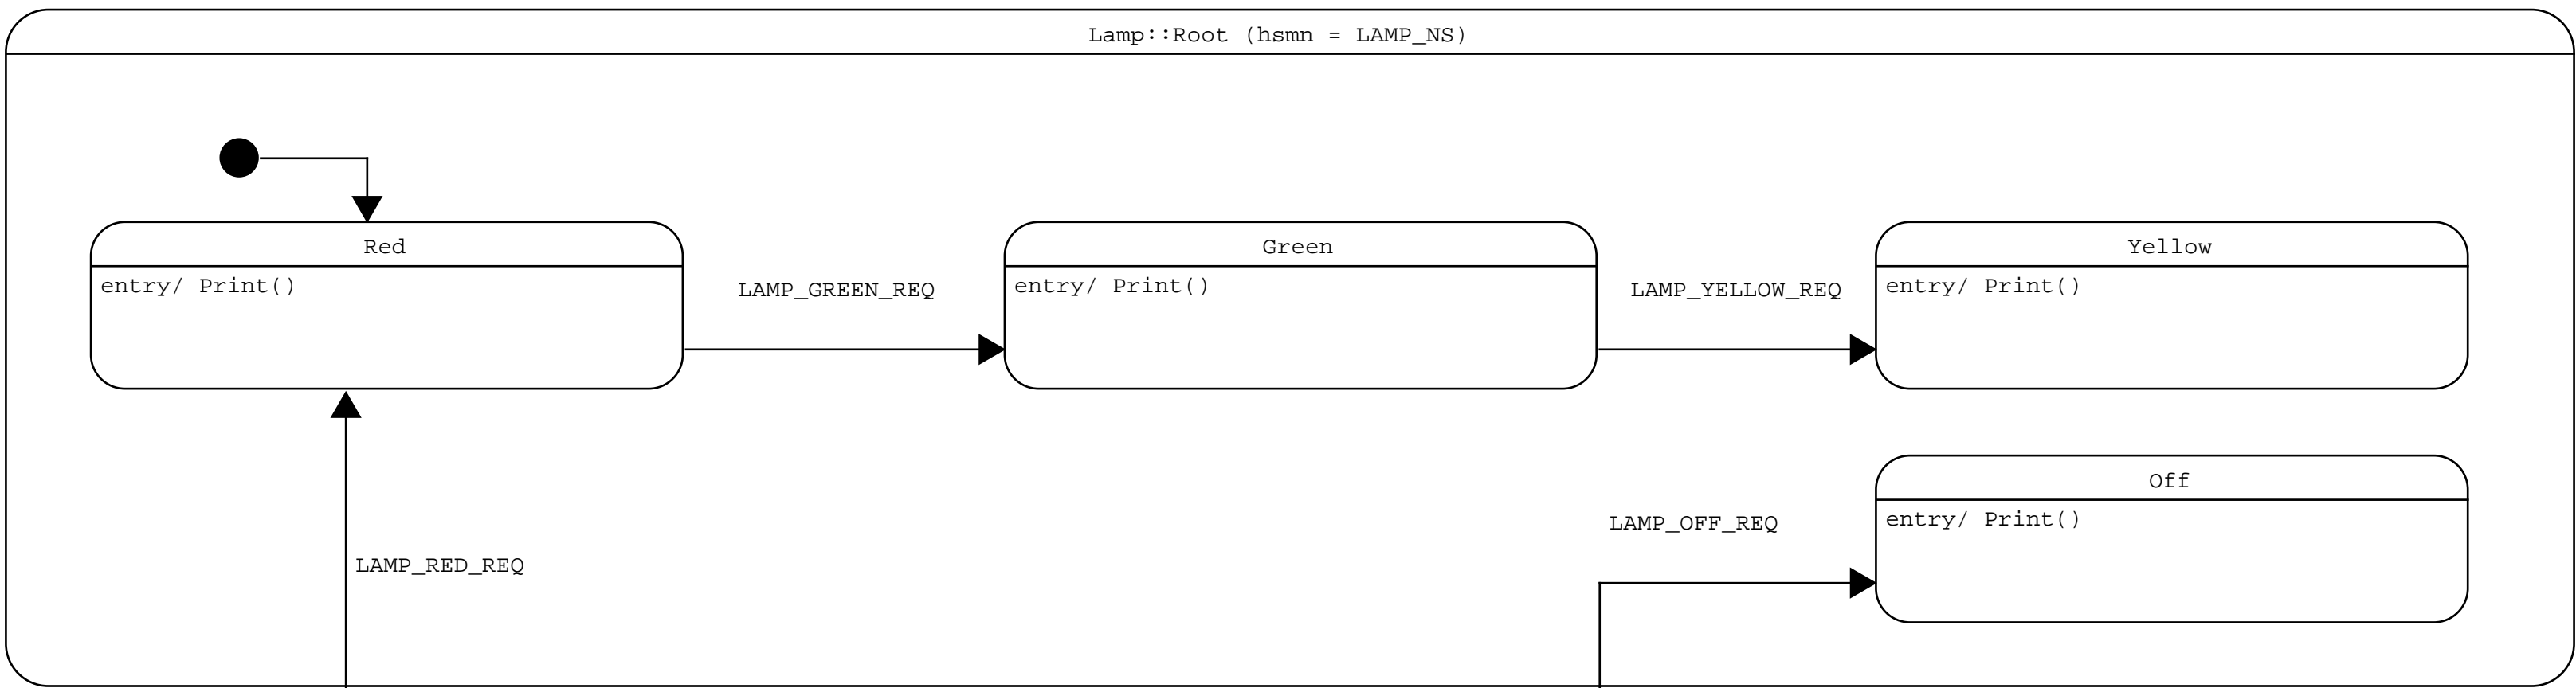 Lamp::Root (hsmn = LAMP_NS)
Red
entry/ Print()
LAMP_GREEN_REQ
Green
entry/ Print()
LAMP_YELLOW_REQ
Yellow
entry/ Print()
Off
entry/ Print()
LAMP_OFF_REQ
LAMP_RED_REQ